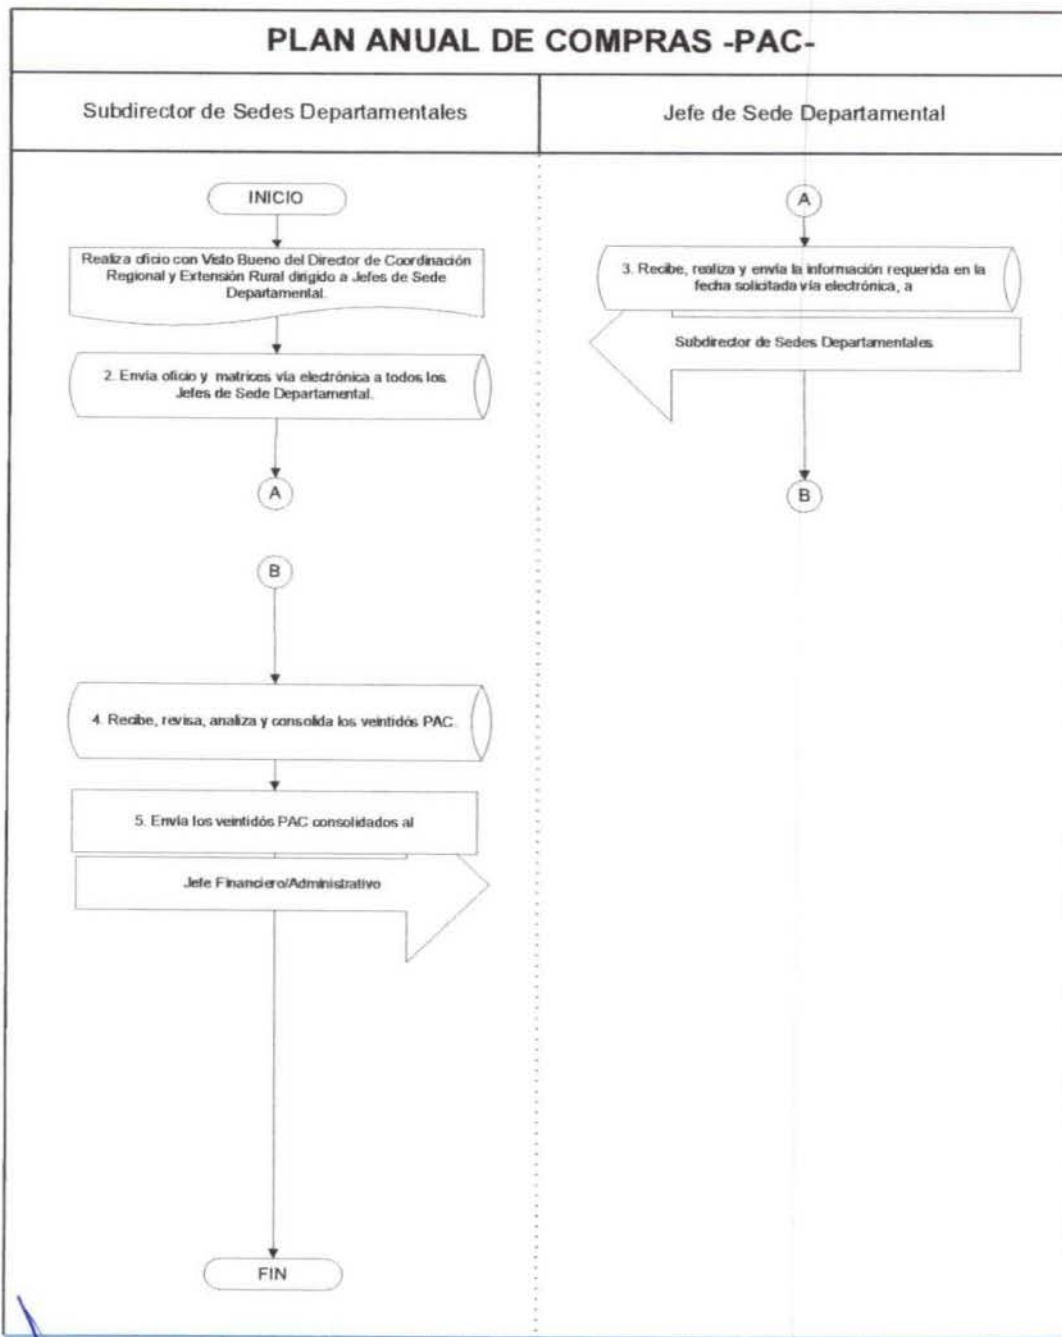 PLAN ANUAL DE COMPRAS -PAC-
Subdirector de Sedes Departamentales
Jefe de Sede Departamental
INICIO
Realiza oficio con Visto Bueno del Director de Coordinación
Regional y Extensión Rural dirigido a Jefes de Sede
Departamental.
2. Envía oficio y matrices vía electrónica a todos los
Jefes de Sede Departamental.
A
A
3. Recibe, realiza y envía la información requerida en la
fecha solicitada vía electrónica, a
Subdirector de Sedes Departamentales
B
B
4. Recibe, revisa, analiza y consolida los veintidós PAC.
5. Envía los veintidós PAC consolidados al
Jefe Financiero/Administrativo
FIN